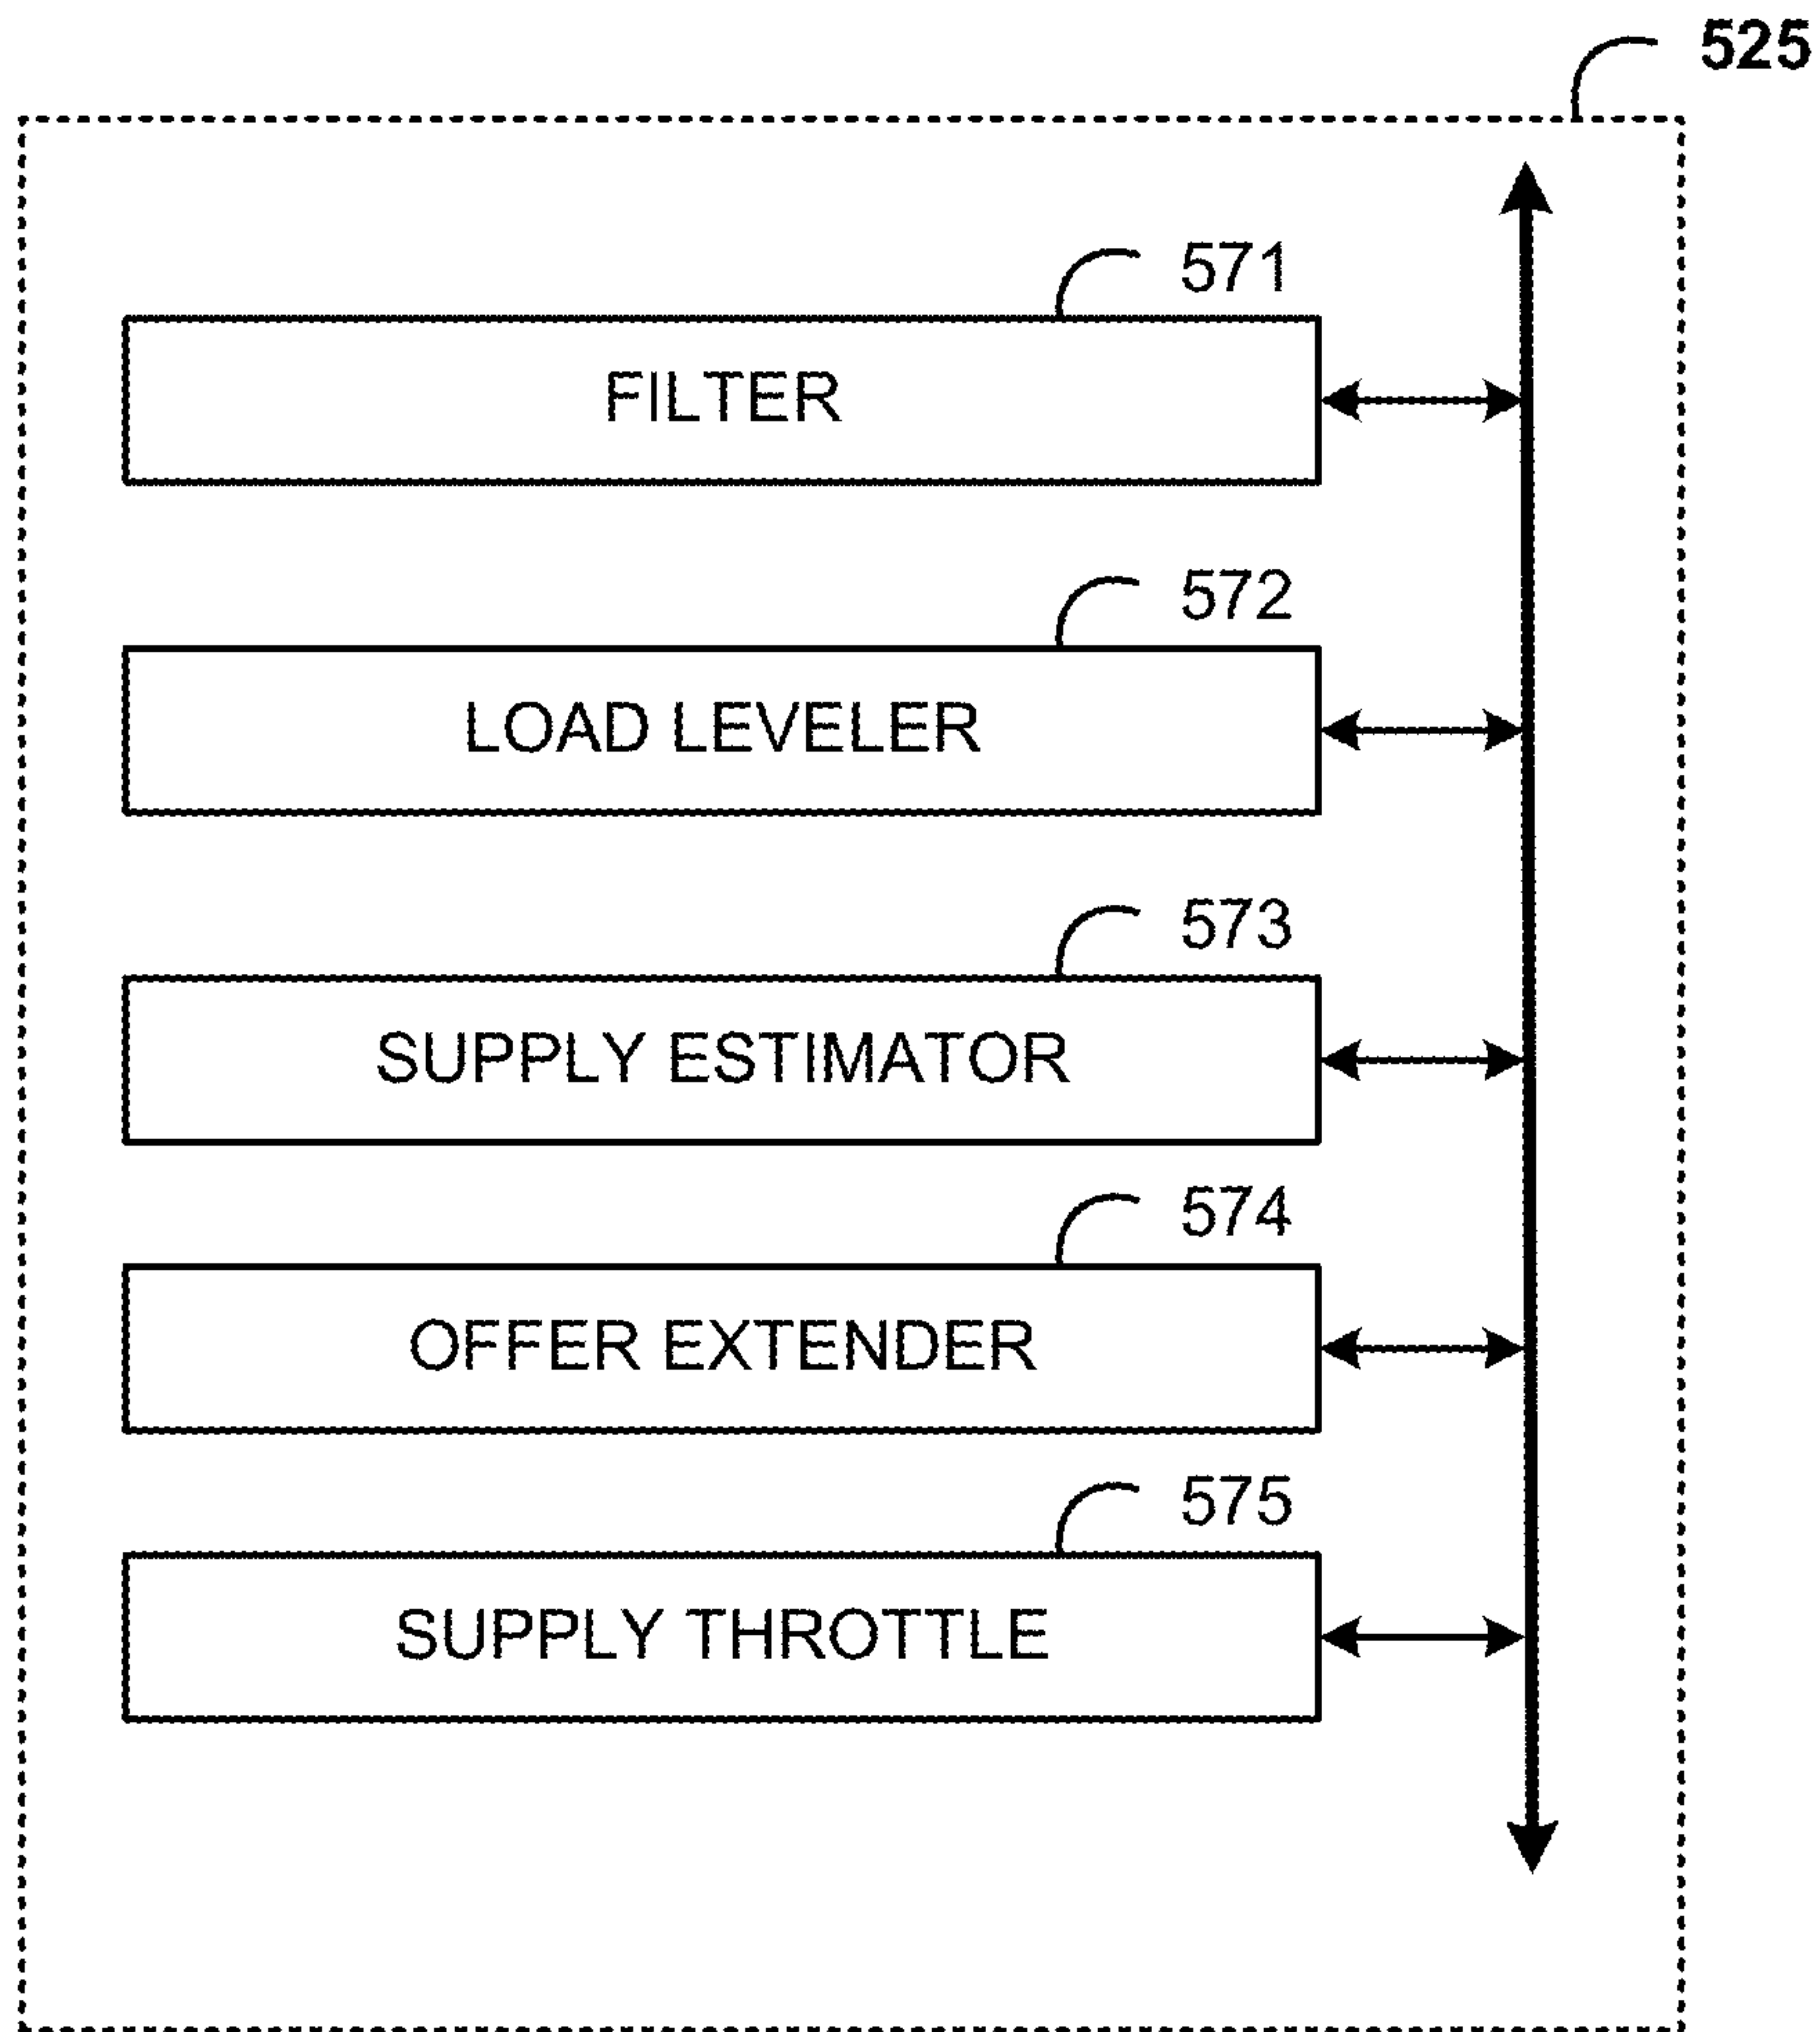 525
571
FILTER
572
LOAD LEVELER
573
SUPPLY ESTIMATOR
574
OFFER EXTENDER
575
SUPPLY THROTTLE